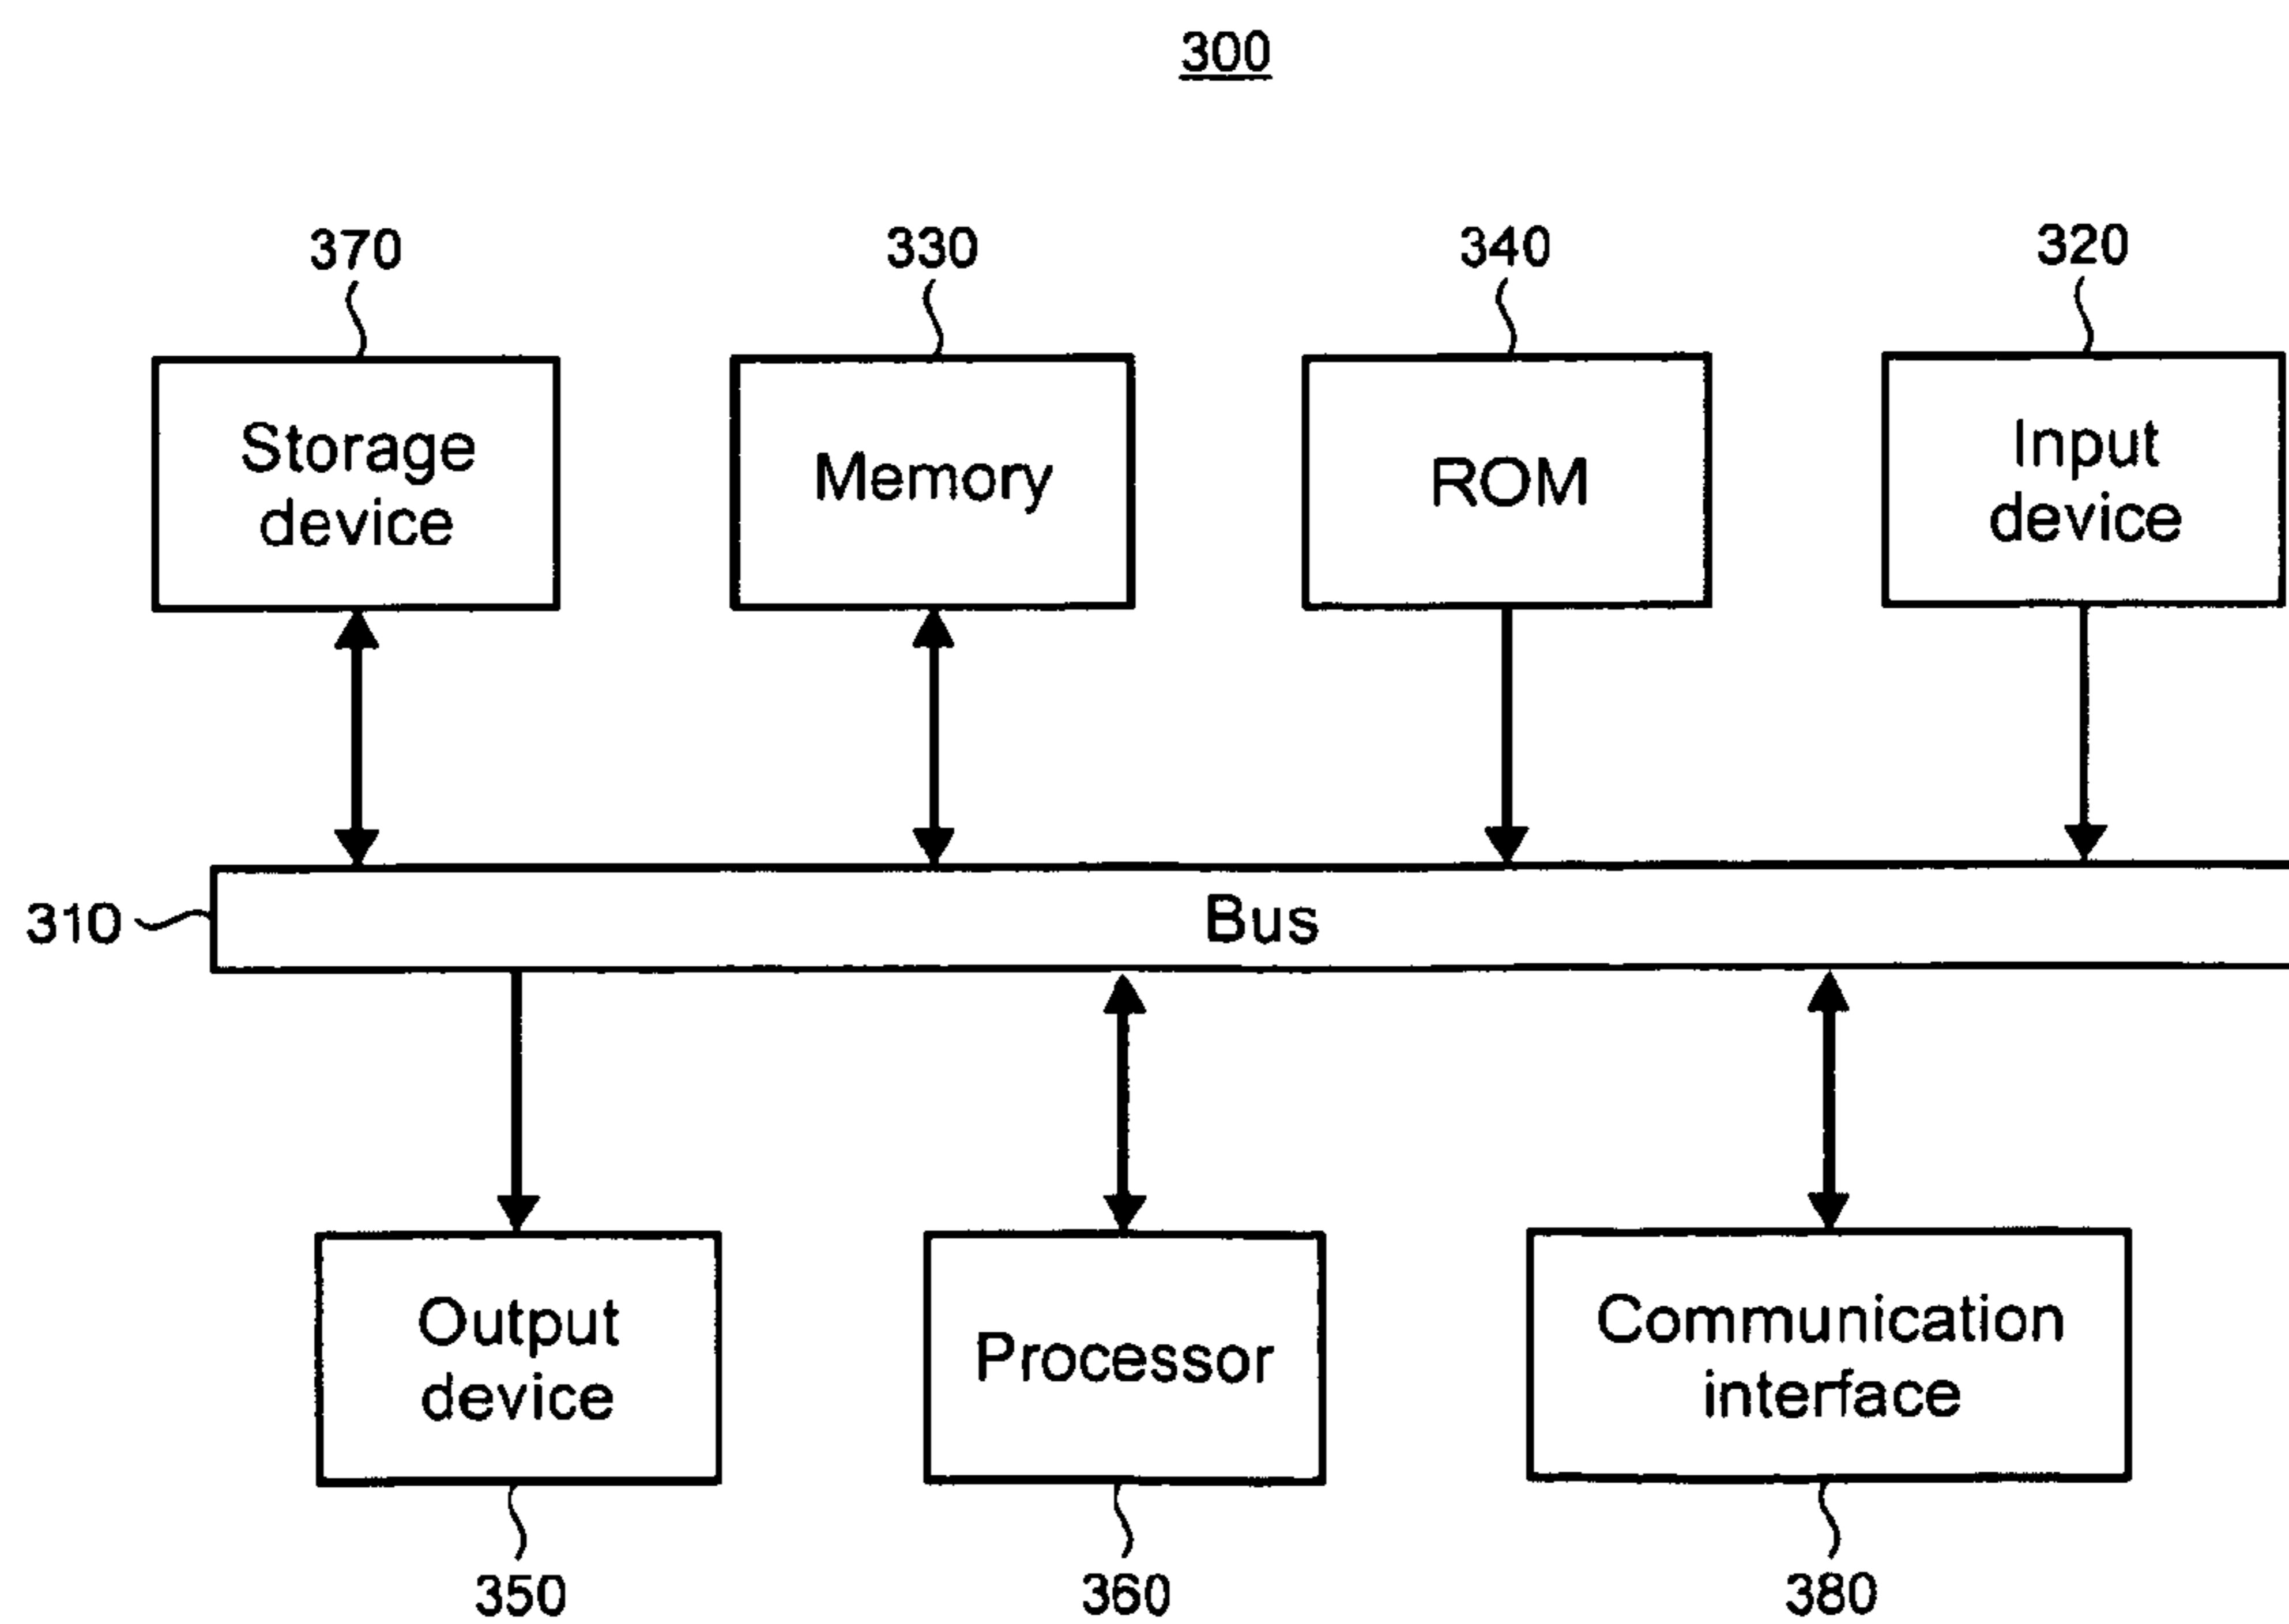 300
370
330
340
320
Storage
device
Memory
ROM
Input
device
310
Bus
Output
device
Processor
Communication
interface
350
360
380